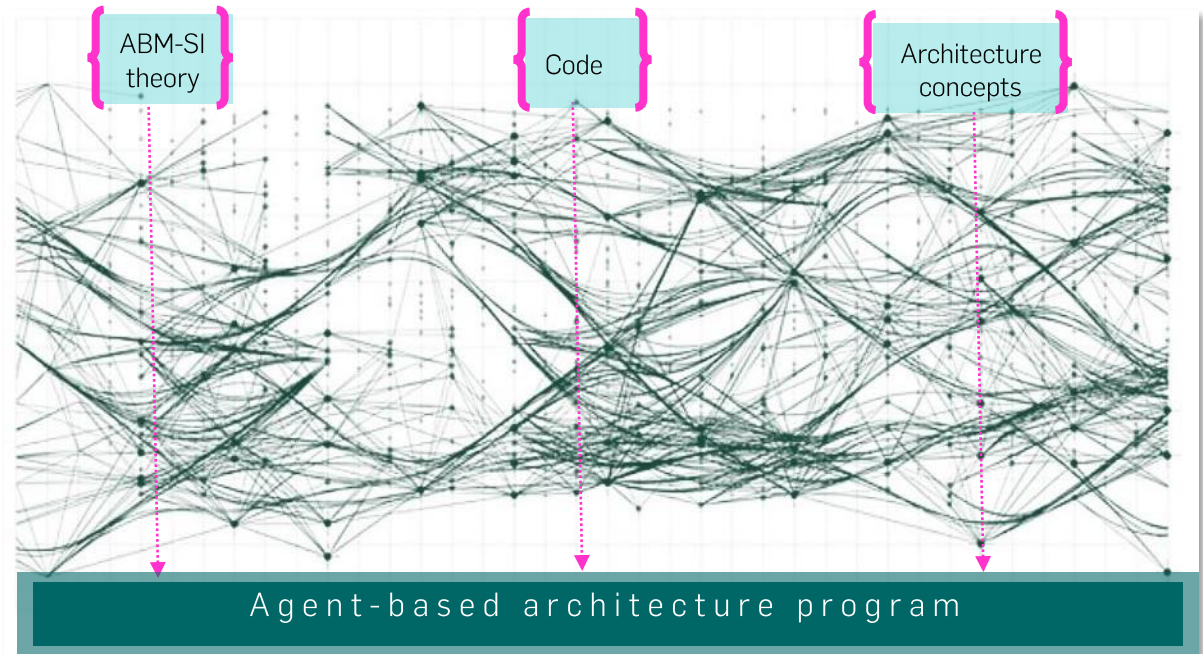 ABM-SI
theory
Code
Architecture
concepts
Agent-based architecture program